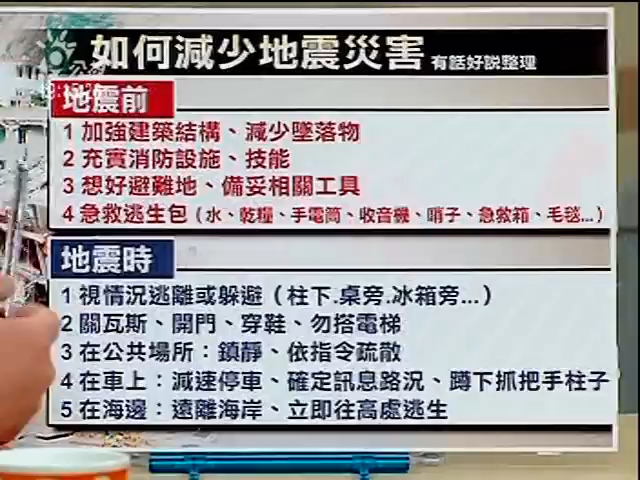 如何減少地震災害 有話好說整理
地震前
1 加強建築結構、減少墜落物
2 充實消防設施、技能
3 想好避難地、備妥相關工具
4 急救逃生包（水、乾糧、手電筒、收音機、哨子、急救箱、毛毯...）
地震時
1 視情況逃離或躲避（柱下.桌旁.冰箱旁...）
2 關瓦斯、開門、穿鞋、勿搭電梯
3 在公共場所：鎮靜、依指令疏散
4 在車上：減速停車、確定訊息路況、蹲下抓把手柱子
5 在海邊：遠離海岸、立即往高處逃生